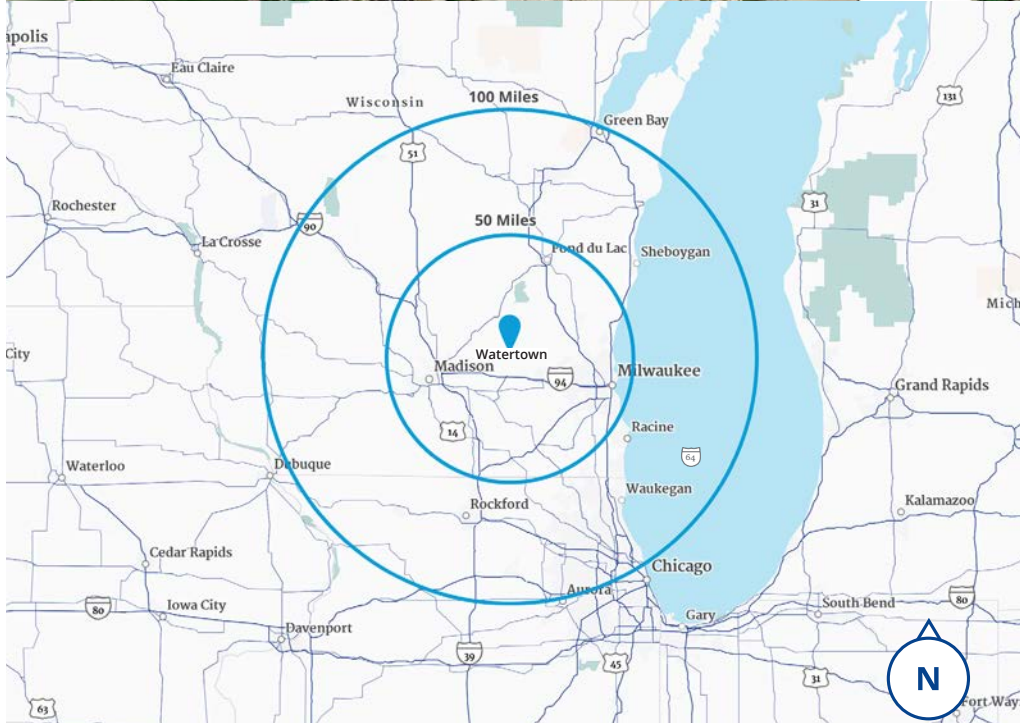 apolis
Eau Claire
100 Miles
Wisconsin
131
Green Bay
51
Rochester
31
50 Miles
90
La Crosse
Fond du Lac
Sheboygan
Mich
City
Watertown
Madison
94
Milwaukee
Grand Rapids
14
Racine
64
Waterloo
Dubuque
Waukegan
Rockford
Kalamazoo
Cedar Rapids
Chicago
Aurora
80
Iowa City
80
South Bend
Gary
Davenport
39
45
31
N
63
Fort Way